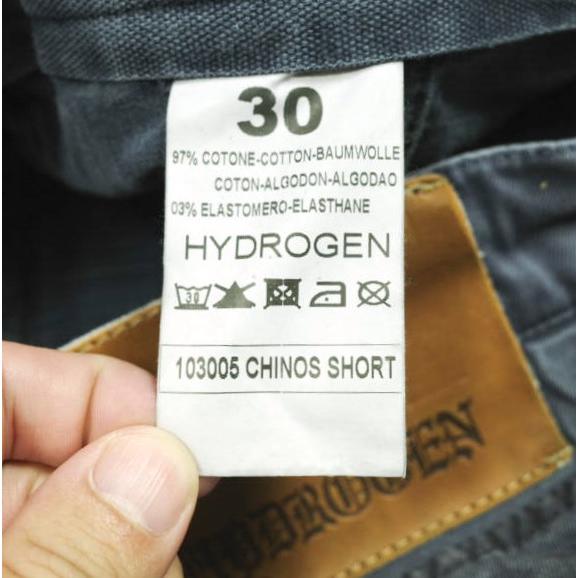 30
97% COTONE-COTTON-BAUMWOLLE
COTON-ALGODON-ALGODAO
03% ELASTOMERO-ELASTHANE
HYDROGEN
30
103005 CHINOS SHORT
HYDROGEN